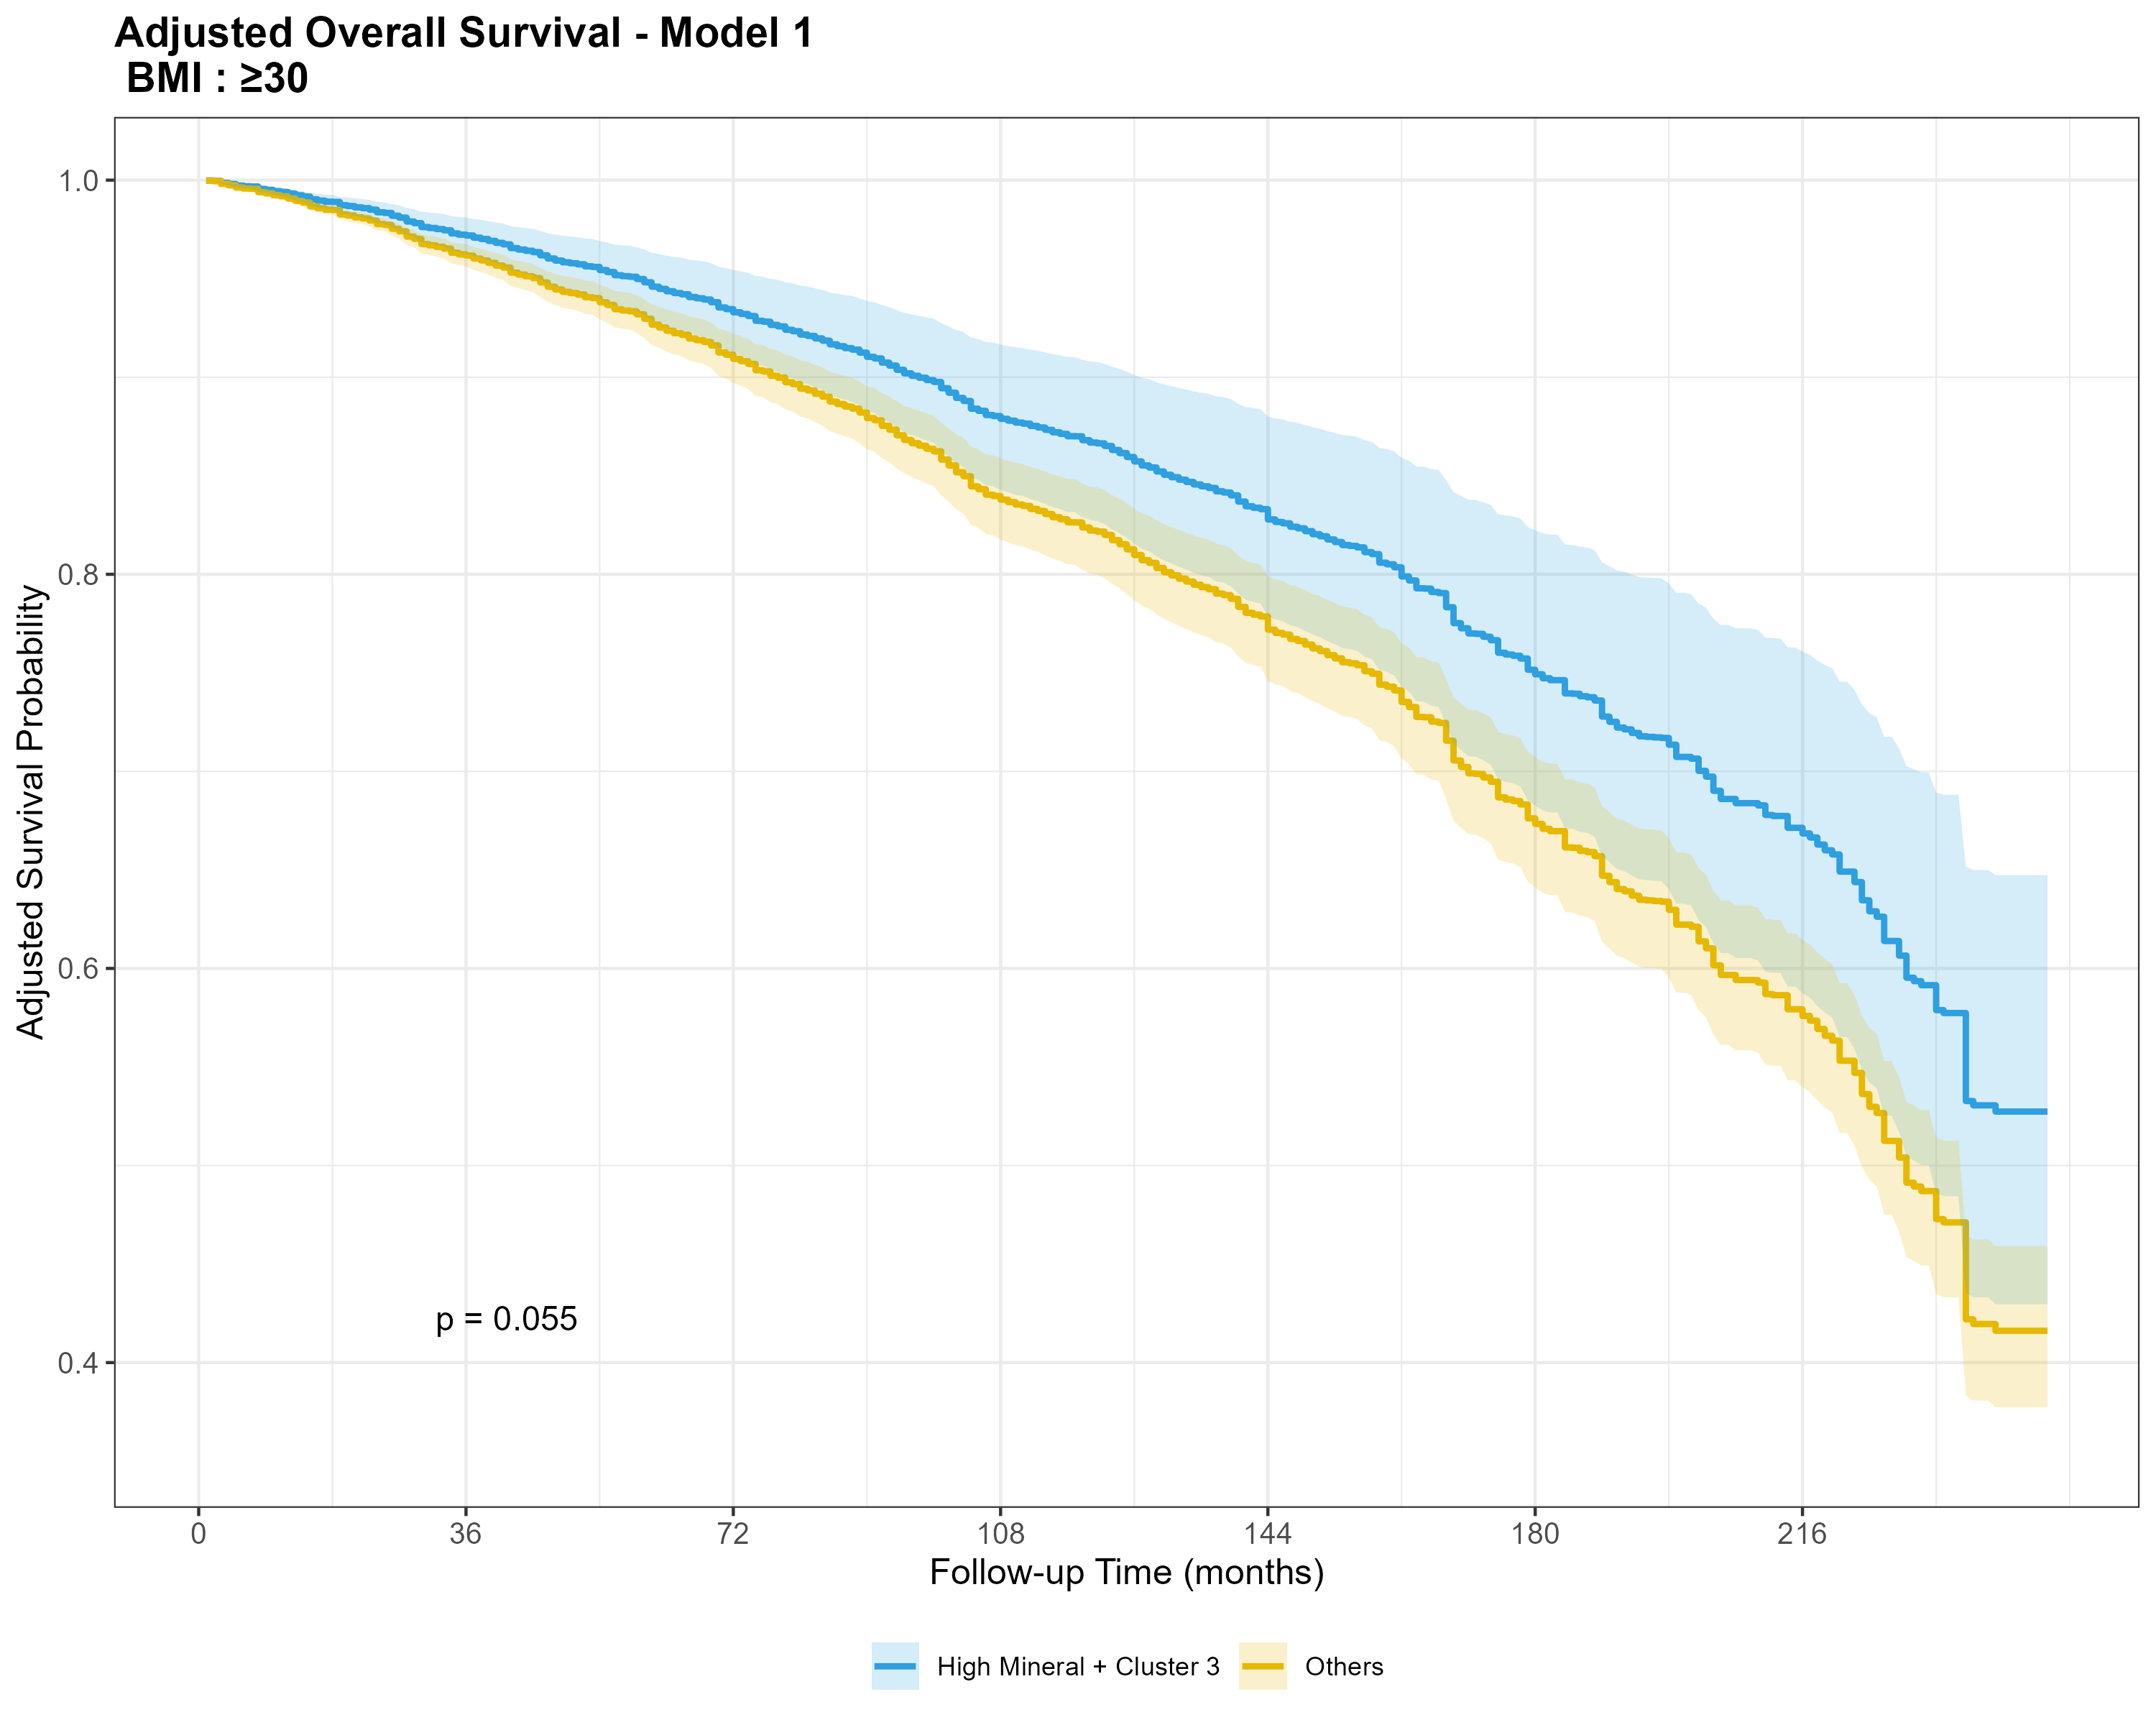 Adjusted Overall Survival - Model 1
BMI : ≥30
Adjusted Survival Probability
1.0
0.8
0.6
0.4
p = 0.055
0 36 72 108 144 180 216
Follow-up Time (months)
High Mineral + Cluster 3 Others